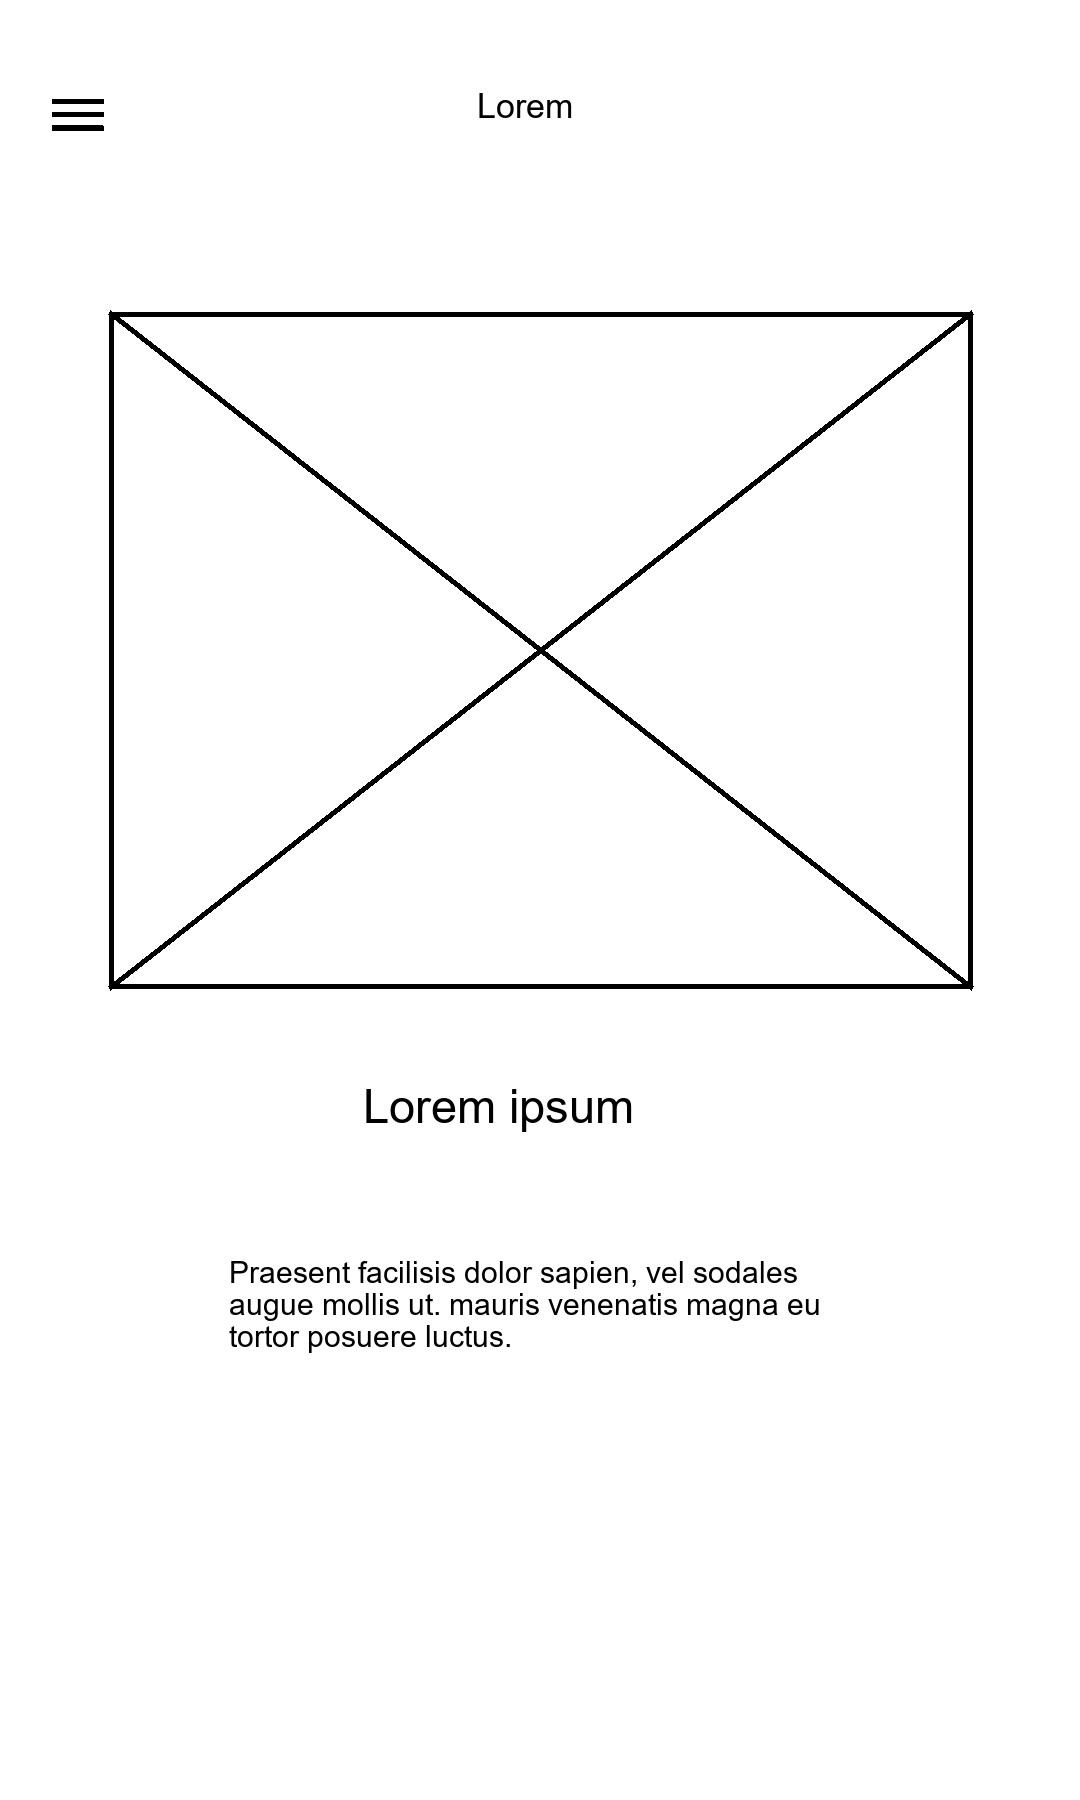 Lorem
Lorem ipsum
Praesent facilisis dolor sapien, vel sodales
augue mollis ut. mauris venenatis magna eu
tortor posuere luctus.